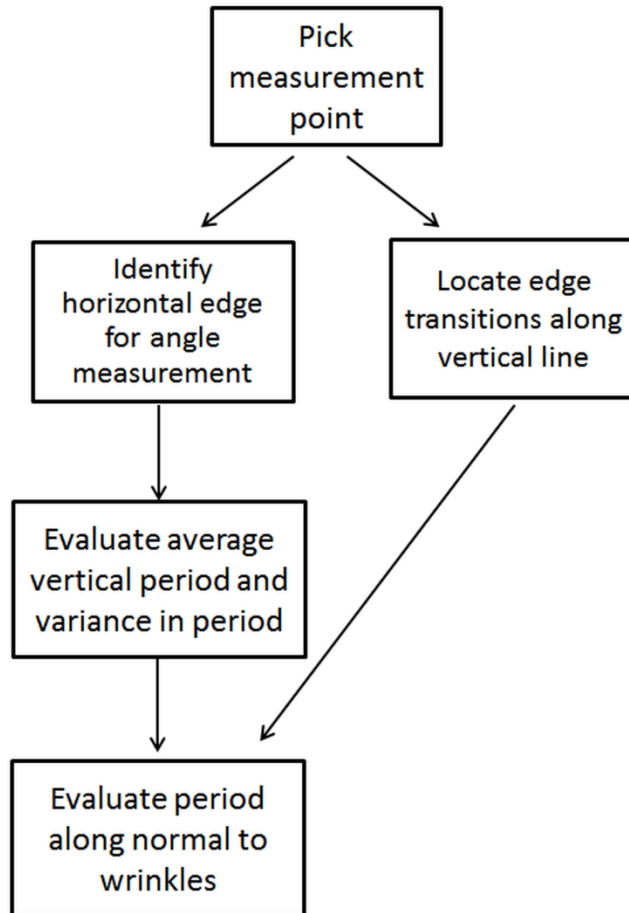 Pick
measurement
point
Identify
horizontal edge
for angle
measurement
Locate edge
transitions along
vertical line
Evaluate average
vertical period and
variance in period
Evaluate period
along normal to
wrinkles